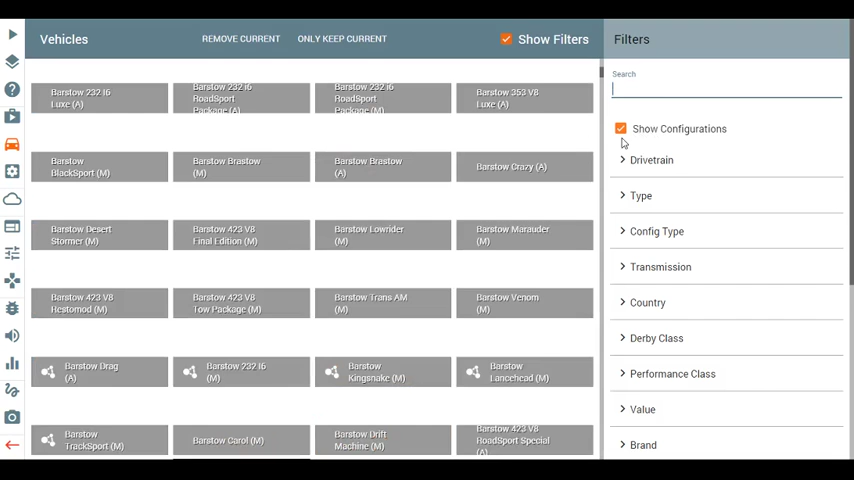 Vehicles
REMOVE CURRENT
ONLY KEEP CURRENT
Show Filters
Barstow 232 I6
Luxe (A)
Barstow 232 I6
RoadSport
Package (A)
Barstow 232 I6
RoadSport
Package (M)
Barstow 353 V8
Luxe (A)
Barstow
BlackSport (M)
Barstow Brastow
(M)
Barstow Brastow
(A)
Barstow Crazy (A)
Barstow Desert
Stormer (M)
Barstow 423 V8
Final Edition (M)
Barstow Lowrider
(M)
Barstow Marauder
(M)
Barstow 423 V8
Restomod (M)
Barstow 423 V8
Tow Package (M)
Barstow Trans AM
(M)
Barstow Venom
(M)
Barstow Drag
(A)
Barstow 232 I6
(M)
Barstow
Kingsnake (M)
Barstow
Lancehead (M)
Barstow
TrackSport (M)
Barstow Carol (M)
Barstow Drift
Machine (M)
Barstow 423 V8
RoadSport Special
(A)
Filters
Search
Show Configurations
Drivetrain
Type
Config Type
Transmission
Country
Derby Class
Performance Class
Value
Brand